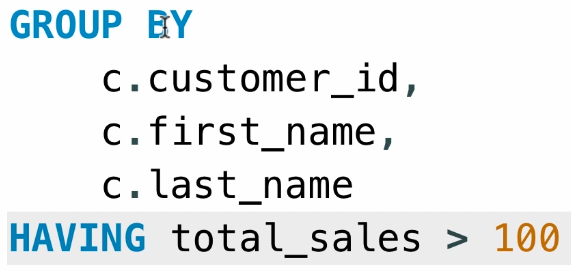 GROUP BY
c.customer_id,
c.first_name,
c.last_name
HAVING total_sales > 100